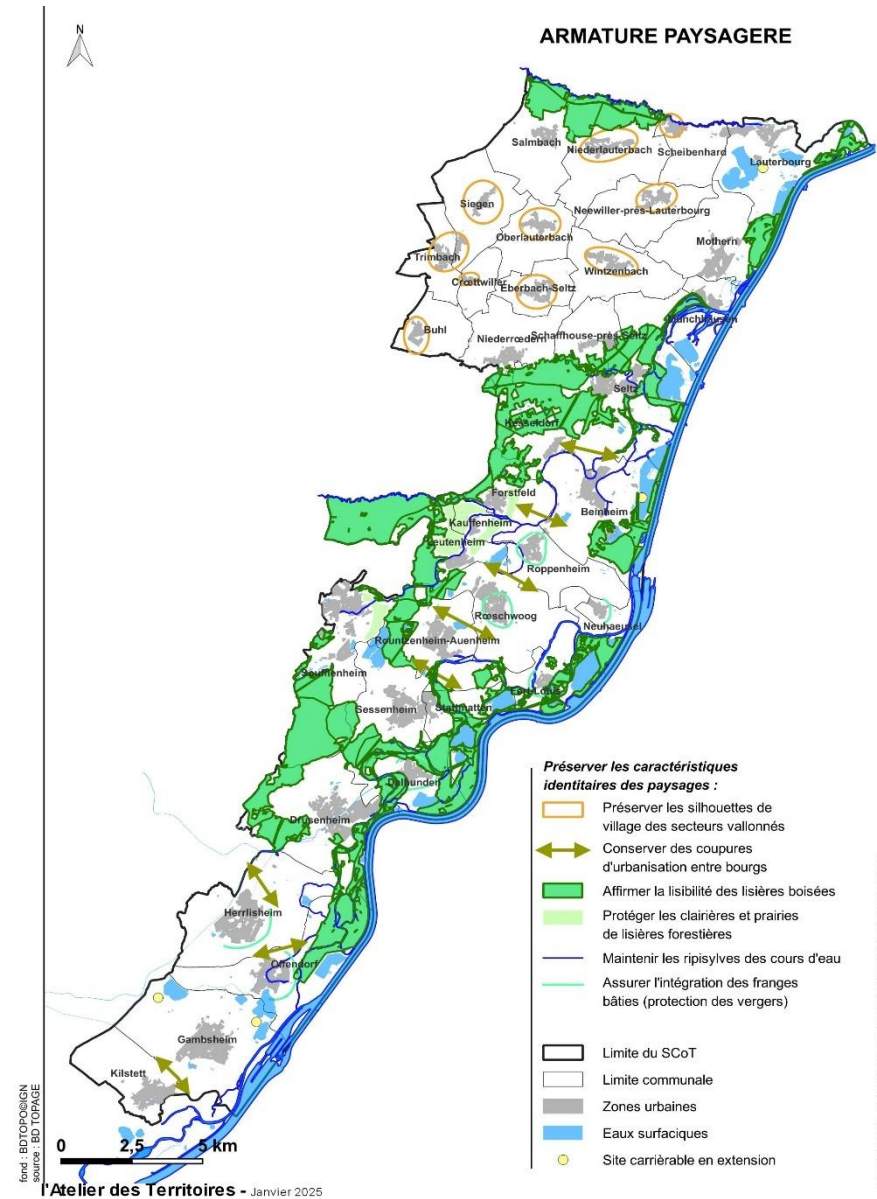 ARMATURE PAYSAGERE
N
Salmbach
Niederlauterbach
Scheibenhard
Lauterbourg
Siegen
Neewiller-près-Lauterbourg
Oberlauterbach
Mothern
Trimbach
Wintzenbach
Crœttwiller
Eberbach-Seltz
Munchhausen
Buhl
Niederrœdern
Schaffhouse-près-Seltz
Seltz
Kesseldorf
Forstfeld
Beinheim
Kauffenheim
Leutenheim
Roppenheim
Rœschwoog
Neuhaeusel
Rountzenheim-Auenheim
Soufflenheim
Fort-Louis
Sessenheim
Stattmatten
Dalhunden
Drusenheim
Herrlisheim
Offendorf
Gambsheim
Kilstett
Préserver les caractéristiques
identitaires des paysages :
Préserver les silhouettes de
village des secteurs vallonnés
Conserver des coupures
d'urbanisation entre bourgs
Affirmer la lisibilité des lisières boisées
Protéger les clairières et prairies
de lisières forestières
Maintenir les ripisylves des cours d'eau
Assurer l'intégration des franges
bâties (protection des vergers)
Limite du SCoT
Limite communale
Zones urbaines
Eaux surfaciques
Site carrièrable en extension
fond : BDTOPO©IGN
source : BD TOPAGE
0 2,5 5 km
l'Atelier des Territoires - Janvier 2025